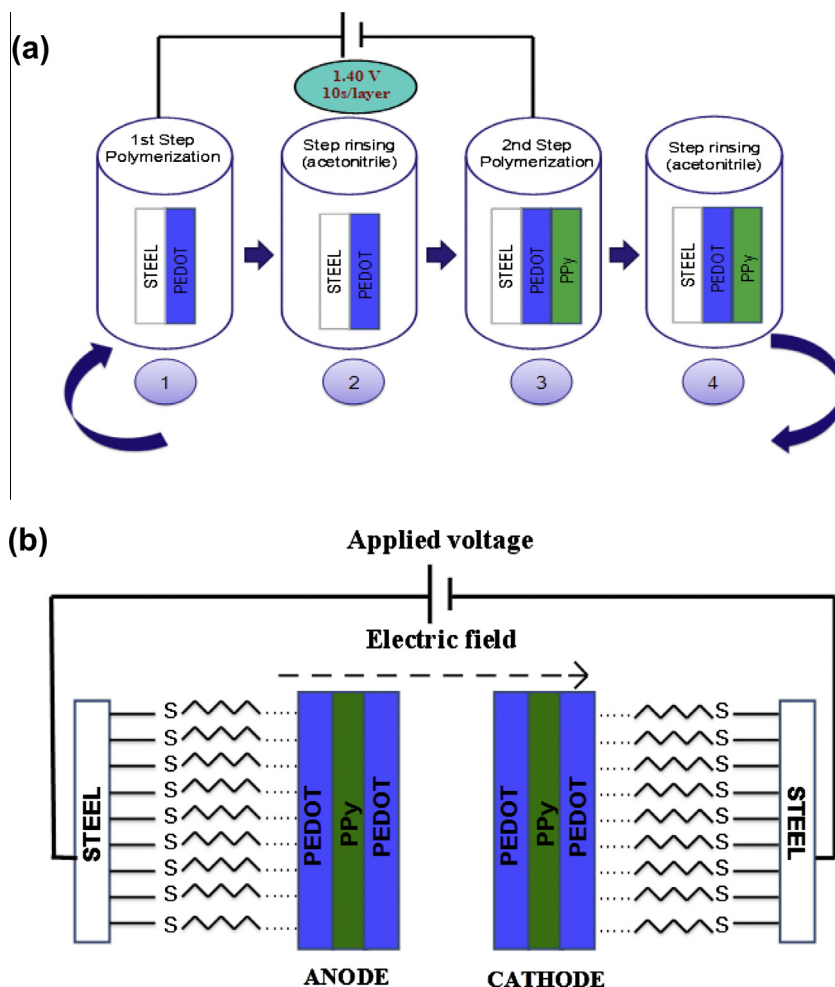 (a)
1.40 V
10s/layer
1st Step
Polymerization
Step rinsing
(acetonitrile)
2nd Step
Polymerization
Step rinsing
(acetonitrile)
STEEL
PEDOT
STEEL
PEDOT
STEEL
PEDOT
PPy
STEEL
PEDOT
PPy
1
2
3
4
(b)
Applied voltage
Electric field
STEEL
S
S
S
S
S
S
S
S
S
PEDOT
PPy
PEDOT
PEDOT
PPy
PEDOT
S
S
S
S
S
S
S
S
S
STEEL
ANODE
CATHODE